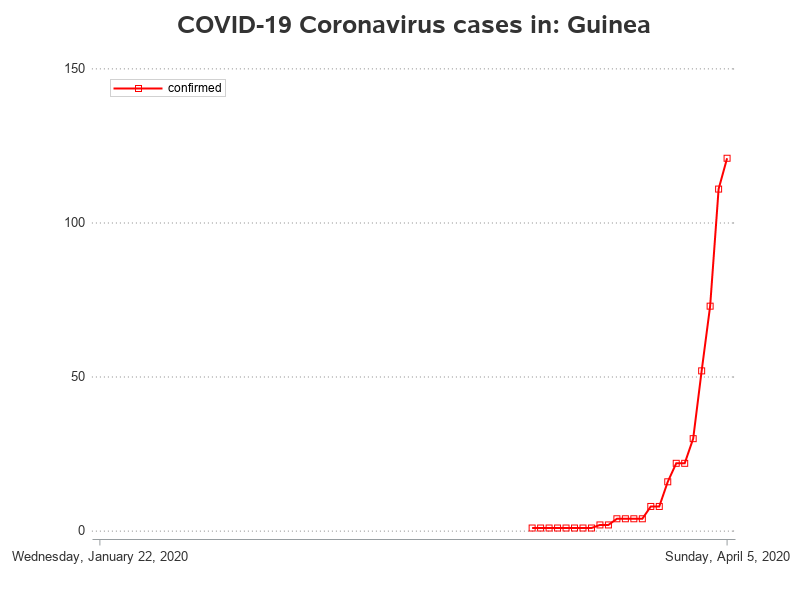 COVID-19 Coronavirus cases in: Guinea
150
confirmed
100
50
0
Wednesday, January 22, 2020
Sunday, April 5, 2020